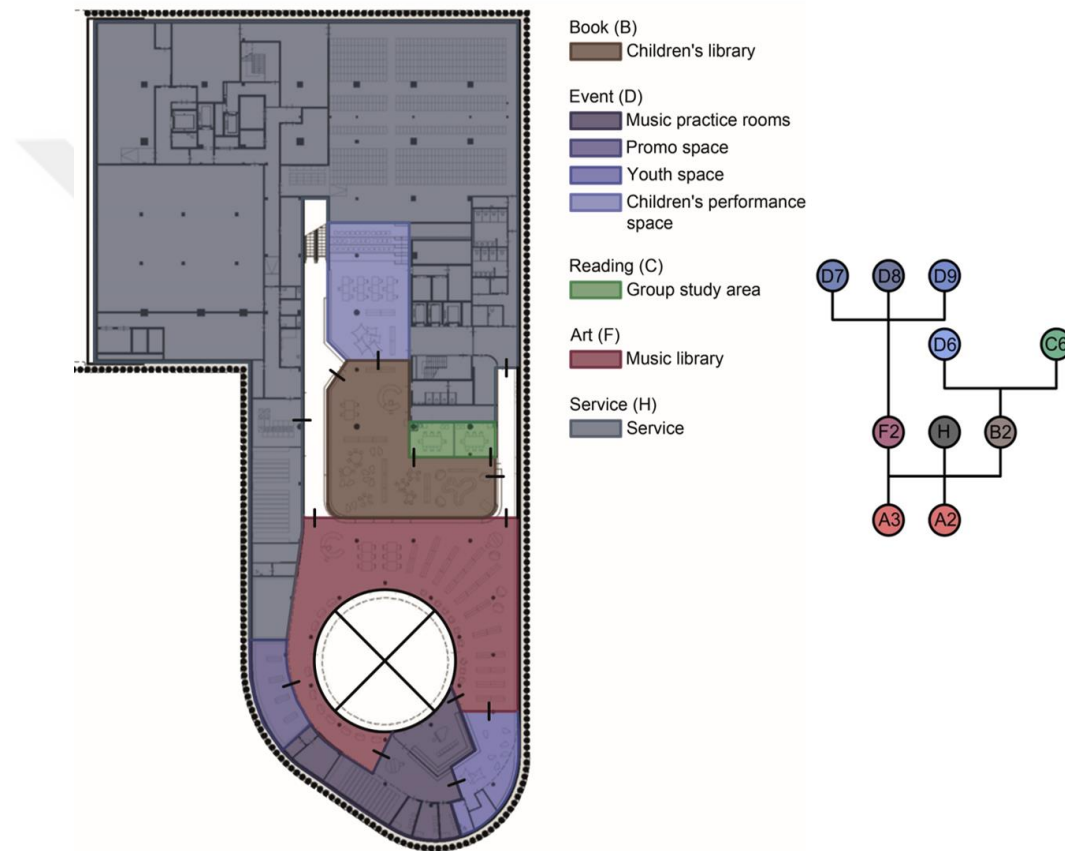 Book (B)
Children's library
Event (D)
Music practice rooms
Promo space
Youth space
Children's performance
space
Reading (C)
Group study area
Art (F)
Music library
Service (H)
Service
D7 D8 D9
D6 C6
F2 H B2
A3 A2